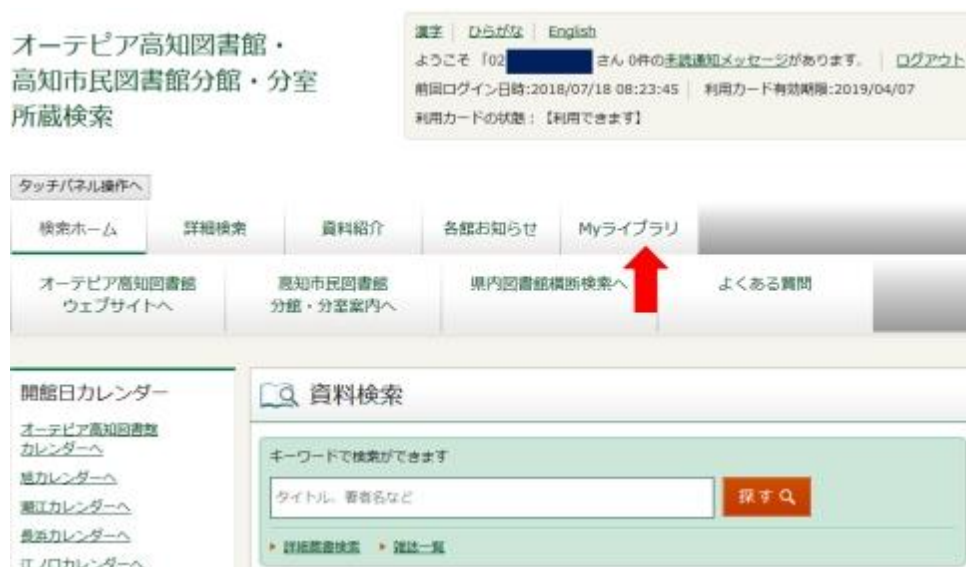 オーテピア高知図書館・
高知市民図書館分館・分室
所蔵検索
漢字 ひらがな English
ようこそ「02 さん 0件の未読通知メッセージがあります。 ログアウト
前回ログイン日時:2018/07/18 08:23:45 利用カード有効期限:2019/04/07
利用カードの状態:【利用できます】
タッチパネル操作へ
検索ホーム 詳細検索 資料紹介 各館お知らせ Myライブラリ
オーテピア高知図書館 高知市民図書館 県内図書館横断検索へ よくある質問
ウェブサイトへ 分館・分室案内へ
開館日カレンダー
オーテピア高知図書館
カレンダーへ
旭カレンダーへ
潮江カレンダーへ
長浜カレンダーへ
江ノ口カレンダーへ
資料検索
キーワードで検索ができます
タイトル、著者名など 探す
詳細蔵書検索 雑誌一覧